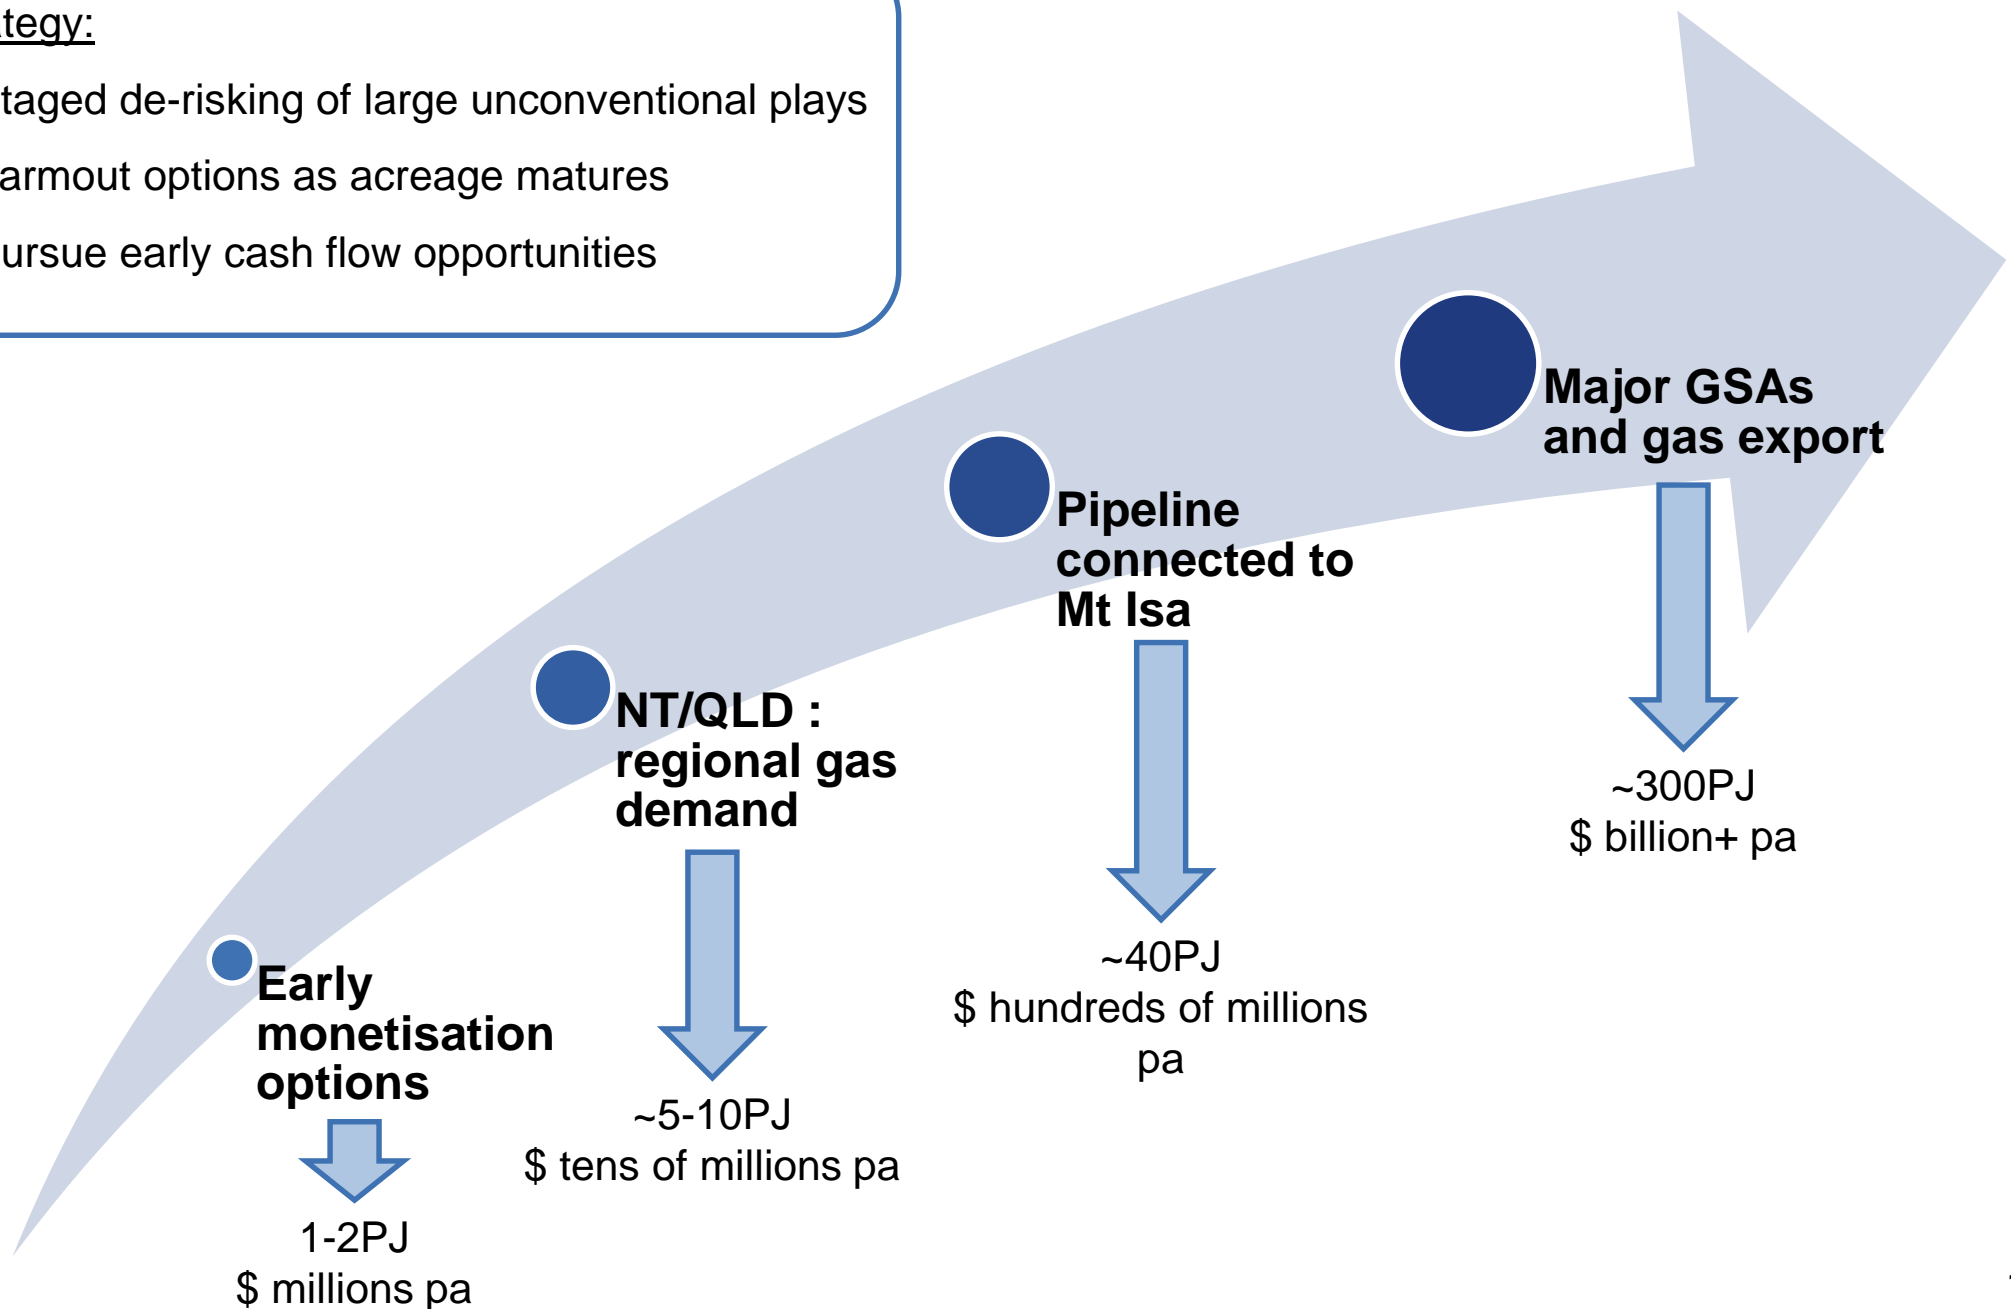 tegy:
taged de-risking of large unconventional plays
armout options as acreage matures
ursue early cash flow opportunities
Major GSAs
and gas export
Pipeline
connected to
Mt Isa
NT/QLD :
regional gas
demand
Early
monetisation
options
~300PJ
$ billion+ pa
~40PJ
$ hundreds of millions
pa
~5-10PJ
$ tens of millions pa
1-2PJ
$ millions pa